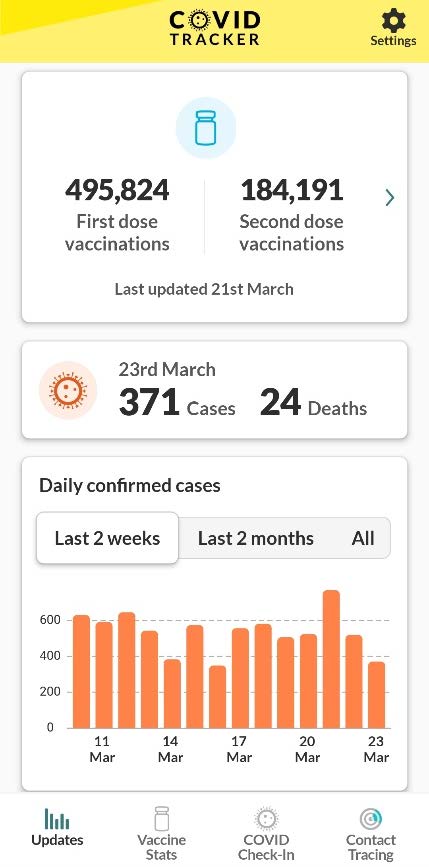 COVID
TRACKER
Settings
495,824 184,191
First dose Second dose
vaccinations vaccinations
Last updated 21st March
23rd March
371 Cases 24 Deaths
Daily confirmed cases
Last 2 weeks Last 2 months All
600
400
200
0
11 14 17 20 23
Mar Mar Mar Mar Mar
Updates Vaccine COVID Contact
Stats Check-In Tracing